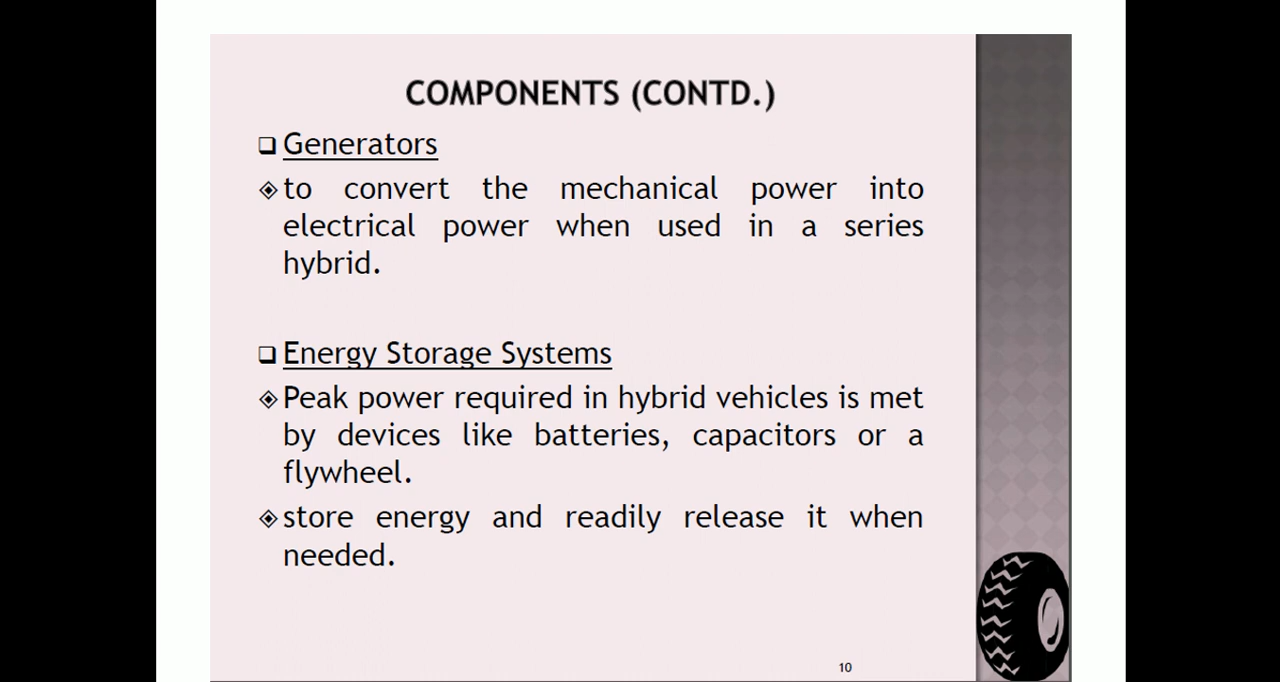 COMPONENTS (CONTD.)
Generators
to convert the mechanical power into
electrical power when used in a series
hybrid.
Energy Storage Systems
Peak power required in hybrid vehicles is met
by devices like batteries, capacitors or a
flywheel.
store energy and readily release it when
needed.
10